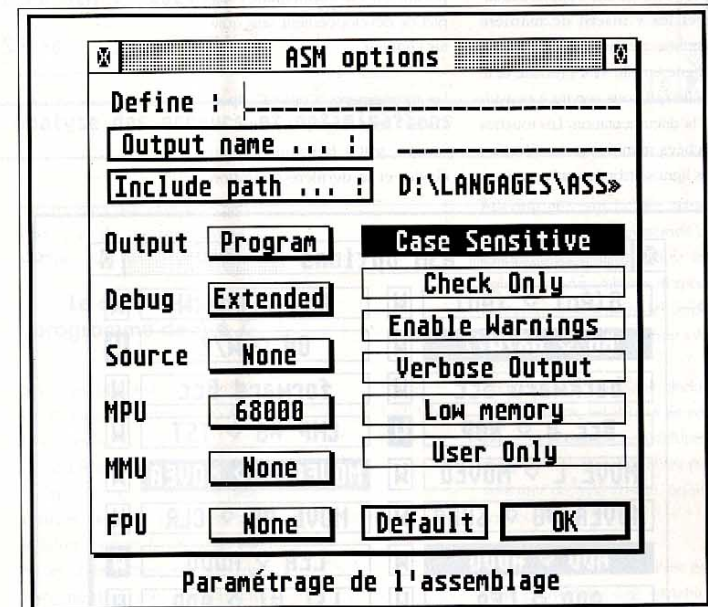 ASM options
Define :
Output name ... :
Include path ... : D:\LANGAGES\ASS»
Output Program
Case Sensitive
Debug Extended
Check Only
Enable Warnings
Source None
Verbose Output
MPU 68000
Low memory
MMU None
User Only
FPU None
Default OK
Paramétrage de l'assemblage